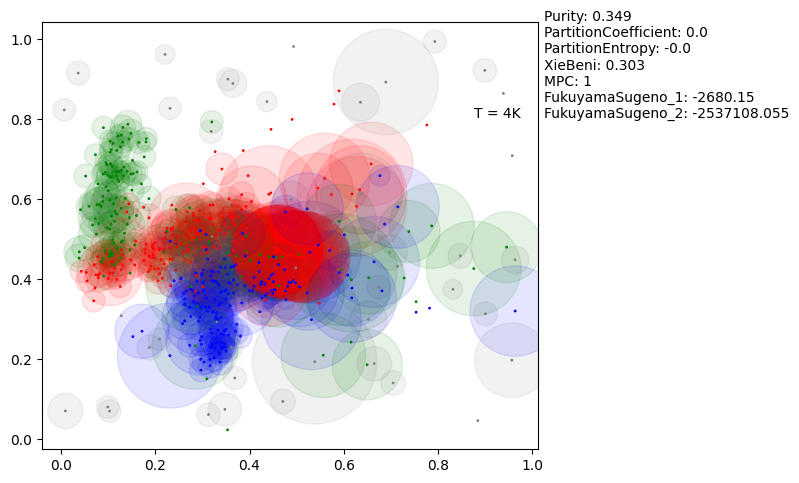 Purity: 0.349
PartitionCoefficient: 0.0
PartitionEntropy: -0.0
XieBeni: 0.303
MPC: 1
FukuyamaSugeno_1: -2680.15
FukuyamaSugeno_2: -2537108.055
T = 4K
1.0
0.8
0.6
0.4
0.2
0.0
0.0 0.2 0.4 0.6 0.8 1.0